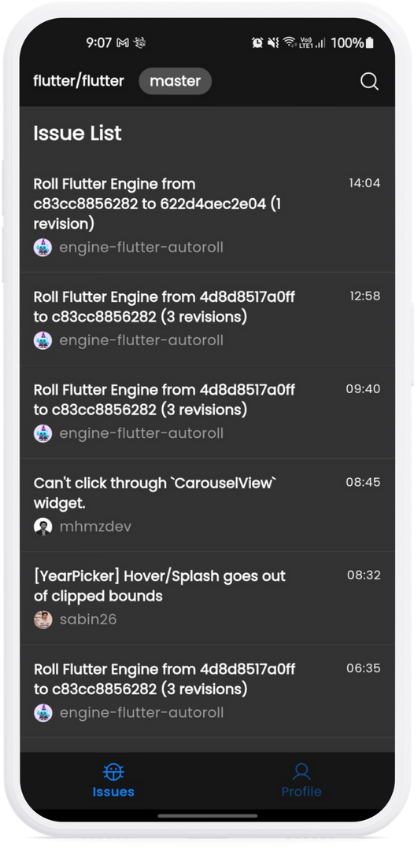 9:07
Vo))
LTE1
100%
flutter/flutter
master
Issue List
Roll Flutter Engine from
14:04
c83cc8856282 to 622d4aec2e04 (1
revision)
engine-flutter-autoroll
Roll Flutter Engine from 4d8d8517a0ff
12:58
to c83cc8856282 (3 revisions)
engine-flutter-autoroll
Roll Flutter Engine from 4d8d8517a0ff
09:40
to c83cc8856282 (3 revisions)
engine-flutter-autoroll
Can't click through `CarouselView`
08:45
widget.
mhmzdev
[YearPicker] Hover/Splash goes out
08:32
of clipped bounds
sabin26
Roll Flutter Engine from 4d8d8517a0ff
06:35
to c83cc8856282 (3 revisions)
engine-flutter-autoroll
Issues
Profile